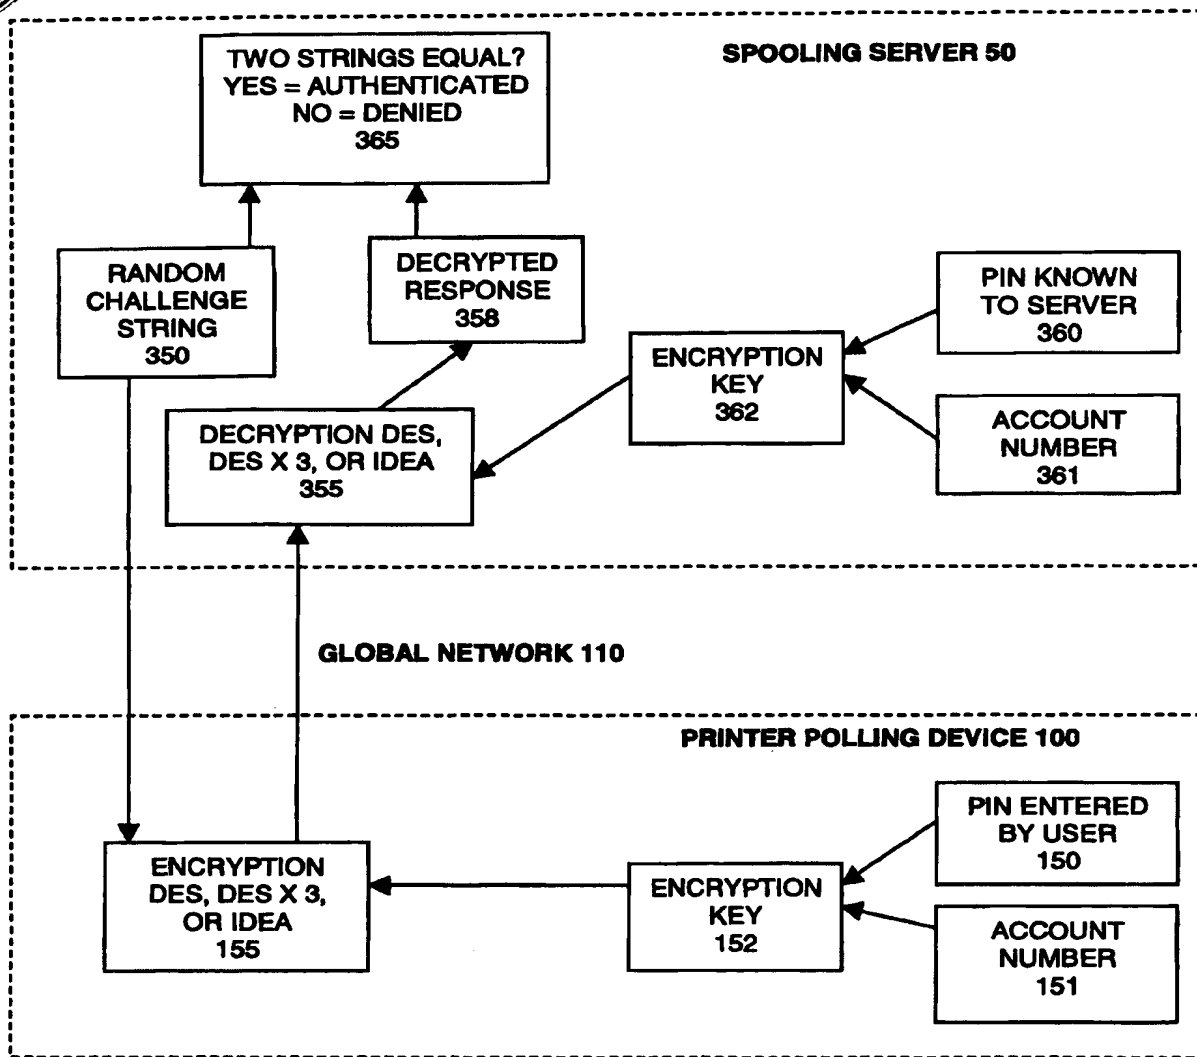 SPOOLING SERVER 50
TWO STRINGS EQUAL?
YES = AUTHENTICATED
NO = DENIED
365
RANDOM
CHALLENGE
STRING
350
DECRYPTED
RESPONSE
358
PIN KNOWN
TO SERVER
360
ENCRYPTION
KEY
362
ACCOUNT
NUMBER
361
DECRYPTION DES,
DES X 3, OR IDEA
355
GLOBAL NETWORK 110
PRINTER POLLING DEVICE 100
PIN ENTERED
BY USER
150
ENCRYPTION
DES, DES X 3,
OR IDEA
155
ENCRYPTION
KEY
152
ACCOUNT
NUMBER
151